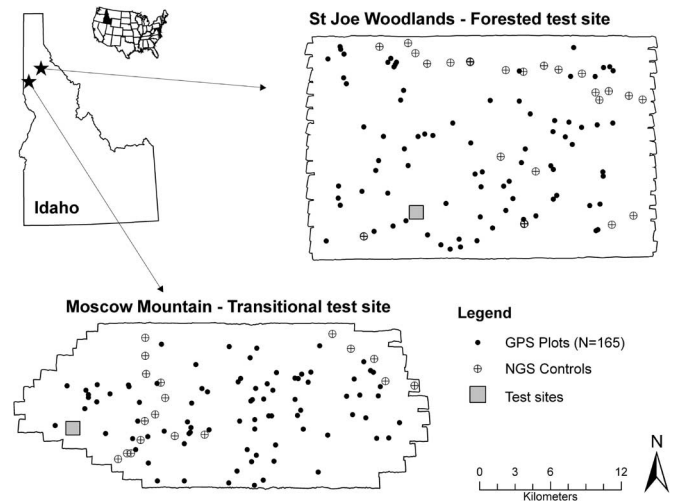 St Joe Woodlands - Forested test site
Idaho
Moscow Mountain - Transitional test site
Legend
GPS Plots (N=165)
NGS Controls
Test sites
N
0 3 6 12
Kilometers